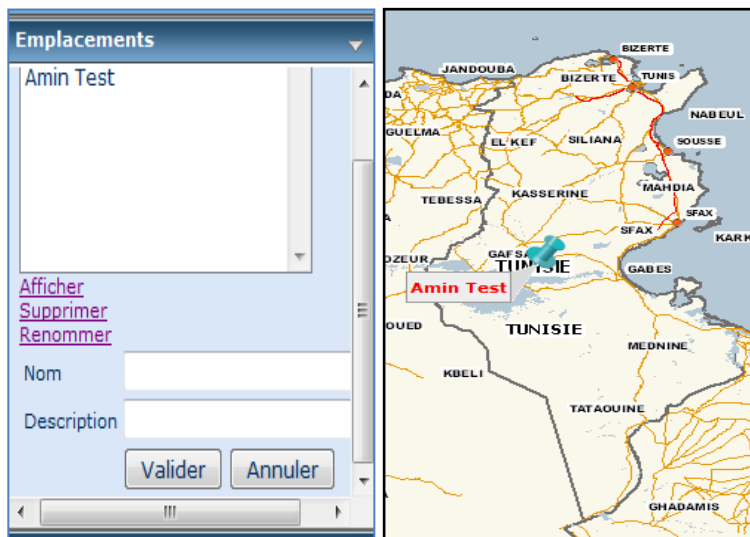 Emplacements
Amin Test
Afficher
Supprimer
Renommer
Nom
Description
Valider
Annuler
BIZERTE
JANDOUBA
BIZERTE
TUNIS
DA
NABEUL
GUELMA
EL KEF
SILIANA
SOUSSE
TEBESSA
KASSERINE
MAHDIA
SFAX
SFAX
KARK
OZEUR
GAFSA
TUNISIE
GABES
Amin Test
OUED
TUNISIE
MEDNINE
KBELI
TATAOUINE
GHADAMIS